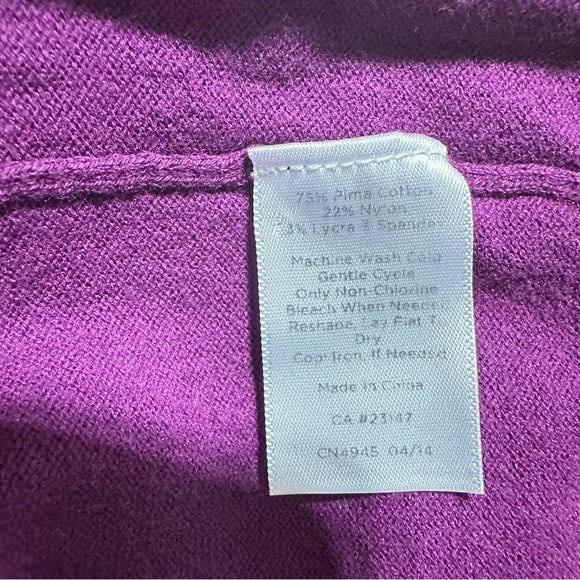 75% Pima Cotton
22% Nylon
3% Lycra ® Spandex
Machine Wash Cold
Gentle Cycle
Only Non-Chlorine
Bleach When Needed
Reshape, Lay Flat To
Dry
Cool Iron, If Needed
Made in China
CA #23147
CN4945 04/14